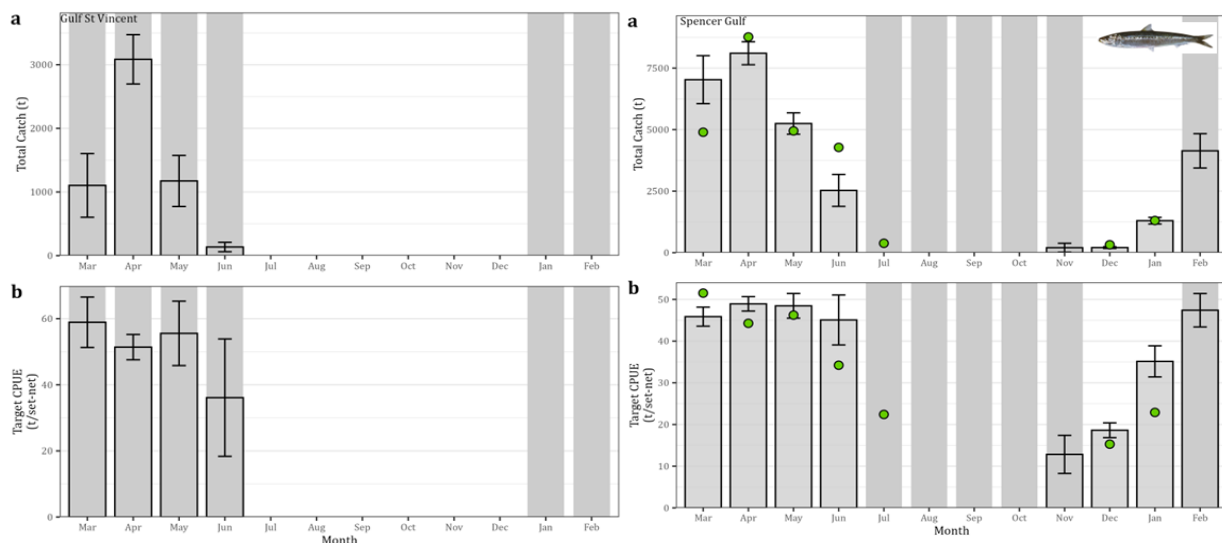 a
Gulf St Vincent
Total Catch (t)
3000
2000
1000
0
Mar Apr May Jun Jul Aug Sep Oct Nov Dec Jan Feb
b
Target CPUE
(t/set-net)
60
40
20
0
Mar Apr May Jun Jul Aug Sep Oct Nov Dec Jan Feb
Month
a
Spencer Gulf
Total Catch (t)
7500
5000
2500
0
Mar Apr May Jun Jul Aug Sep Oct Nov Dec Jan Feb
b
Target CPUE
(t/set-net)
50
40
30
20
10
0
Mar Apr May Jun Jul Aug Sep Oct Nov Dec Jan Feb
Month